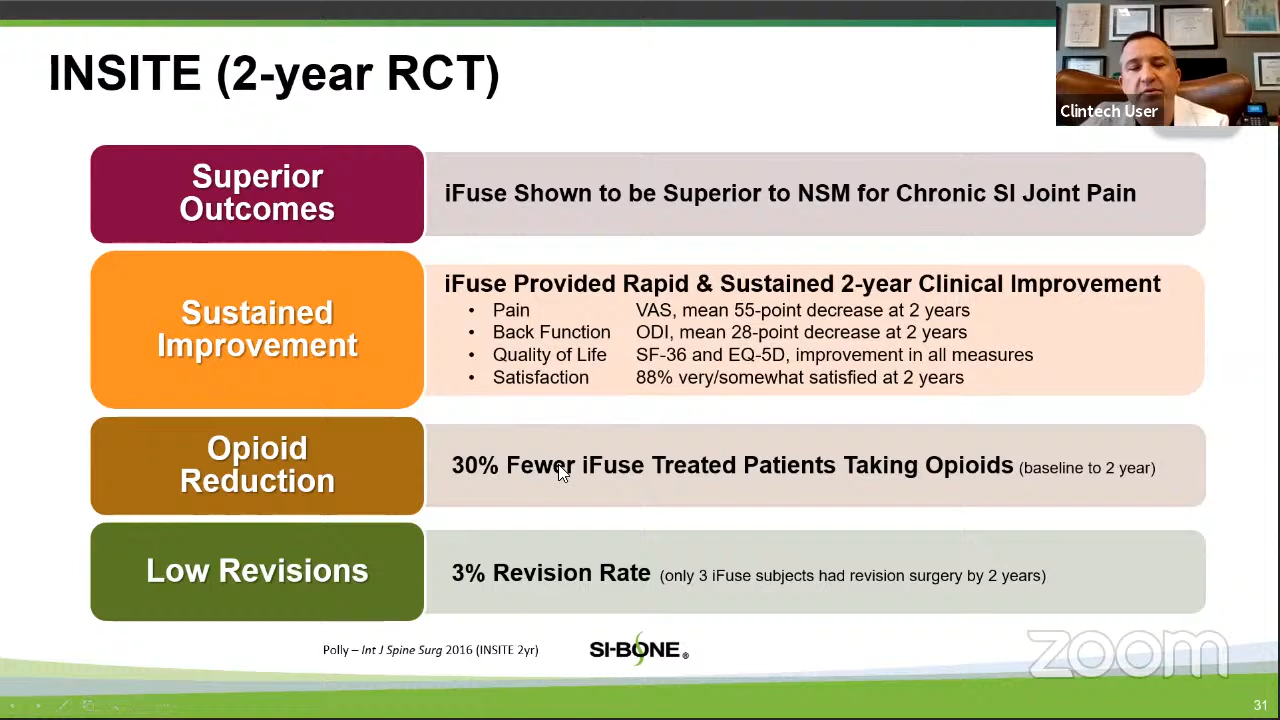 INSITE (2-year RCT)
Clintech User
Superior
Outcomes
iFuse Shown to be Superior to NSM for Chronic SI Joint Pain
Sustained
Improvement
iFuse Provided Rapid & Sustained 2-year Clinical Improvement
• Pain VAS, mean 55-point decrease at 2 years
• Back Function ODI, mean 28-point decrease at 2 years
• Quality of Life SF-36 and EQ-5D, improvement in all measures
• Satisfaction 88% very/somewhat satisfied at 2 years
Opioid
Reduction
30% Fewer iFuse Treated Patients Taking Opioids (baseline to 2 year)
Low Revisions
3% Revision Rate (only 3 iFuse subjects had revision surgery by 2 years)
Polly – Int J Spine Surg 2016 (INSITE 2yr)
SI-BONE®
zoom
31